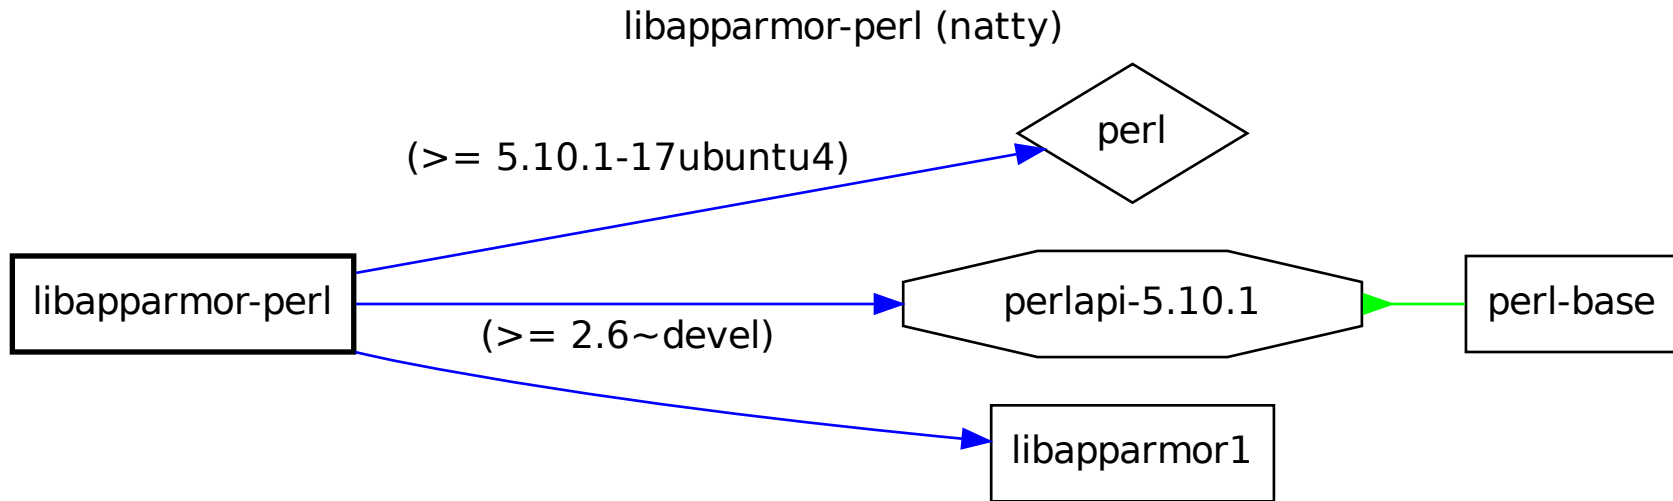 libapparmor-perl (natty)
perl
(>= 5.10.1-17ubuntu4)
libapparmor-perl
perlapi-5.10.1
perl-base
(>= 2.6~devel)
libapparmor1